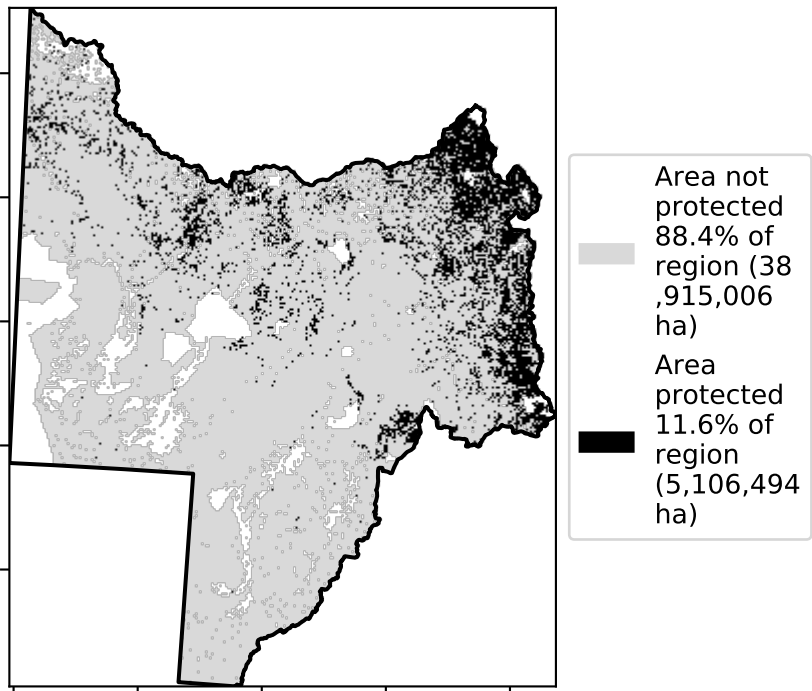 Area not
protected
88.4% of
region (38
,915,006
ha)
Area
protected
11.6% of
region
(5,106,494
ha)